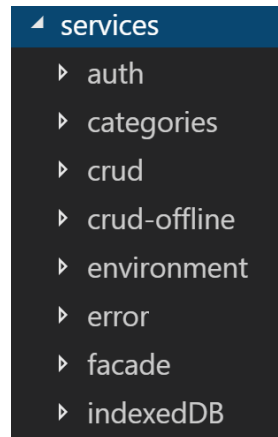 services
auth
categories
crud
crud-offline
environment
error
facade
indexedDB